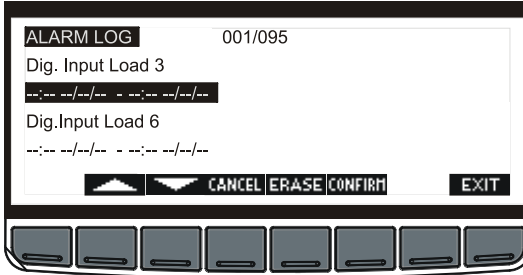 ALARM LOG 001/095
Dig. Input Load 3
--:-- --/--/-- - --:-- --/--/--
Dig.Input Load 6
--:-- --/--/-- - --:-- --/--/--
CANCEL ERASE CONFIRM EXIT